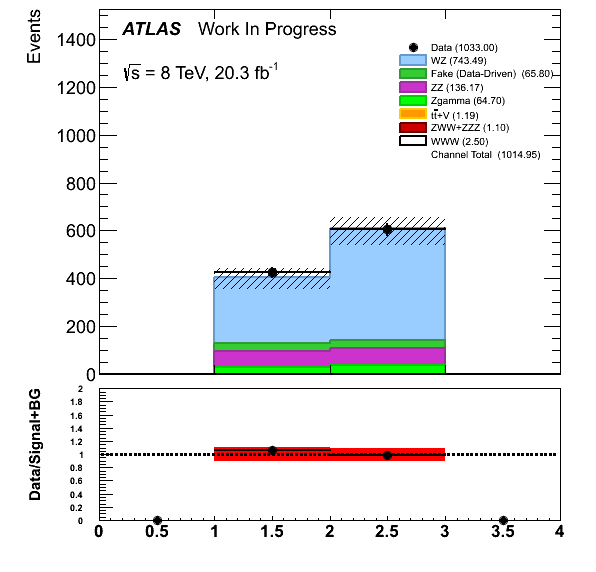 Events
ATLAS Work In Progress
√s = 8 TeV, 20.3 fb-1
Data (1033.00)
WZ (743.49)
Fake (Data-Driven) (65.80)
ZZ (136.17)
Zgamma (64.70)
tt+V (1.19)
ZWW+ZZZ (1.10)
WWW (2.50)
Channel Total (1014.95)
1400
1200
1000
800
600
400
200
0
Data/Signal+BG
2
1.8
1.6
1.4
1.2
1
0.8
0.6
0.4
0.2
0
0 0.5 1 1.5 2 2.5 3 3.5 4